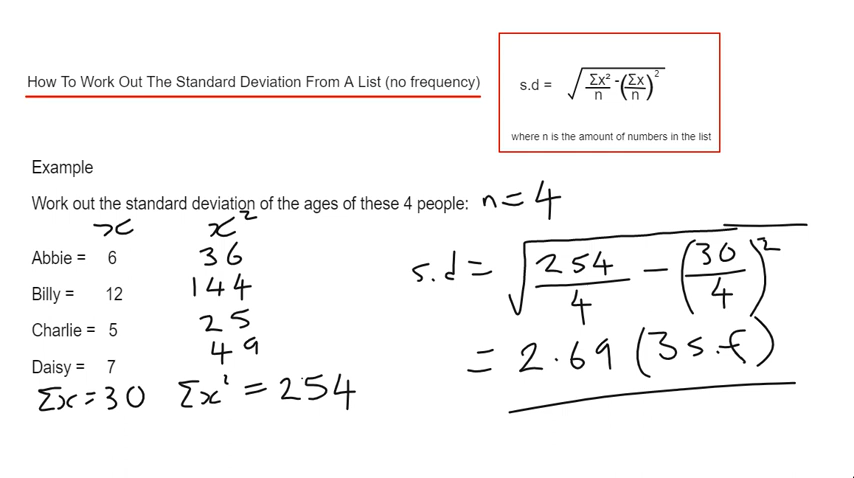 How To Work Out The Standard Deviation From A List (no frequency)
s.d = √(Σx²/n - (Σx/n)²)
where n is the amount of numbers in the list
Example
Work out the standard deviation of the ages of these 4 people: n = 4
x x²
Abbie = 6 36
Billy = 12 144
Charlie = 5 25
Daisy = 7 49
Σx = 30 Σx² = 254
s.d = √(254/4 - (30/4)²)
= 2.69 (3 s.f)